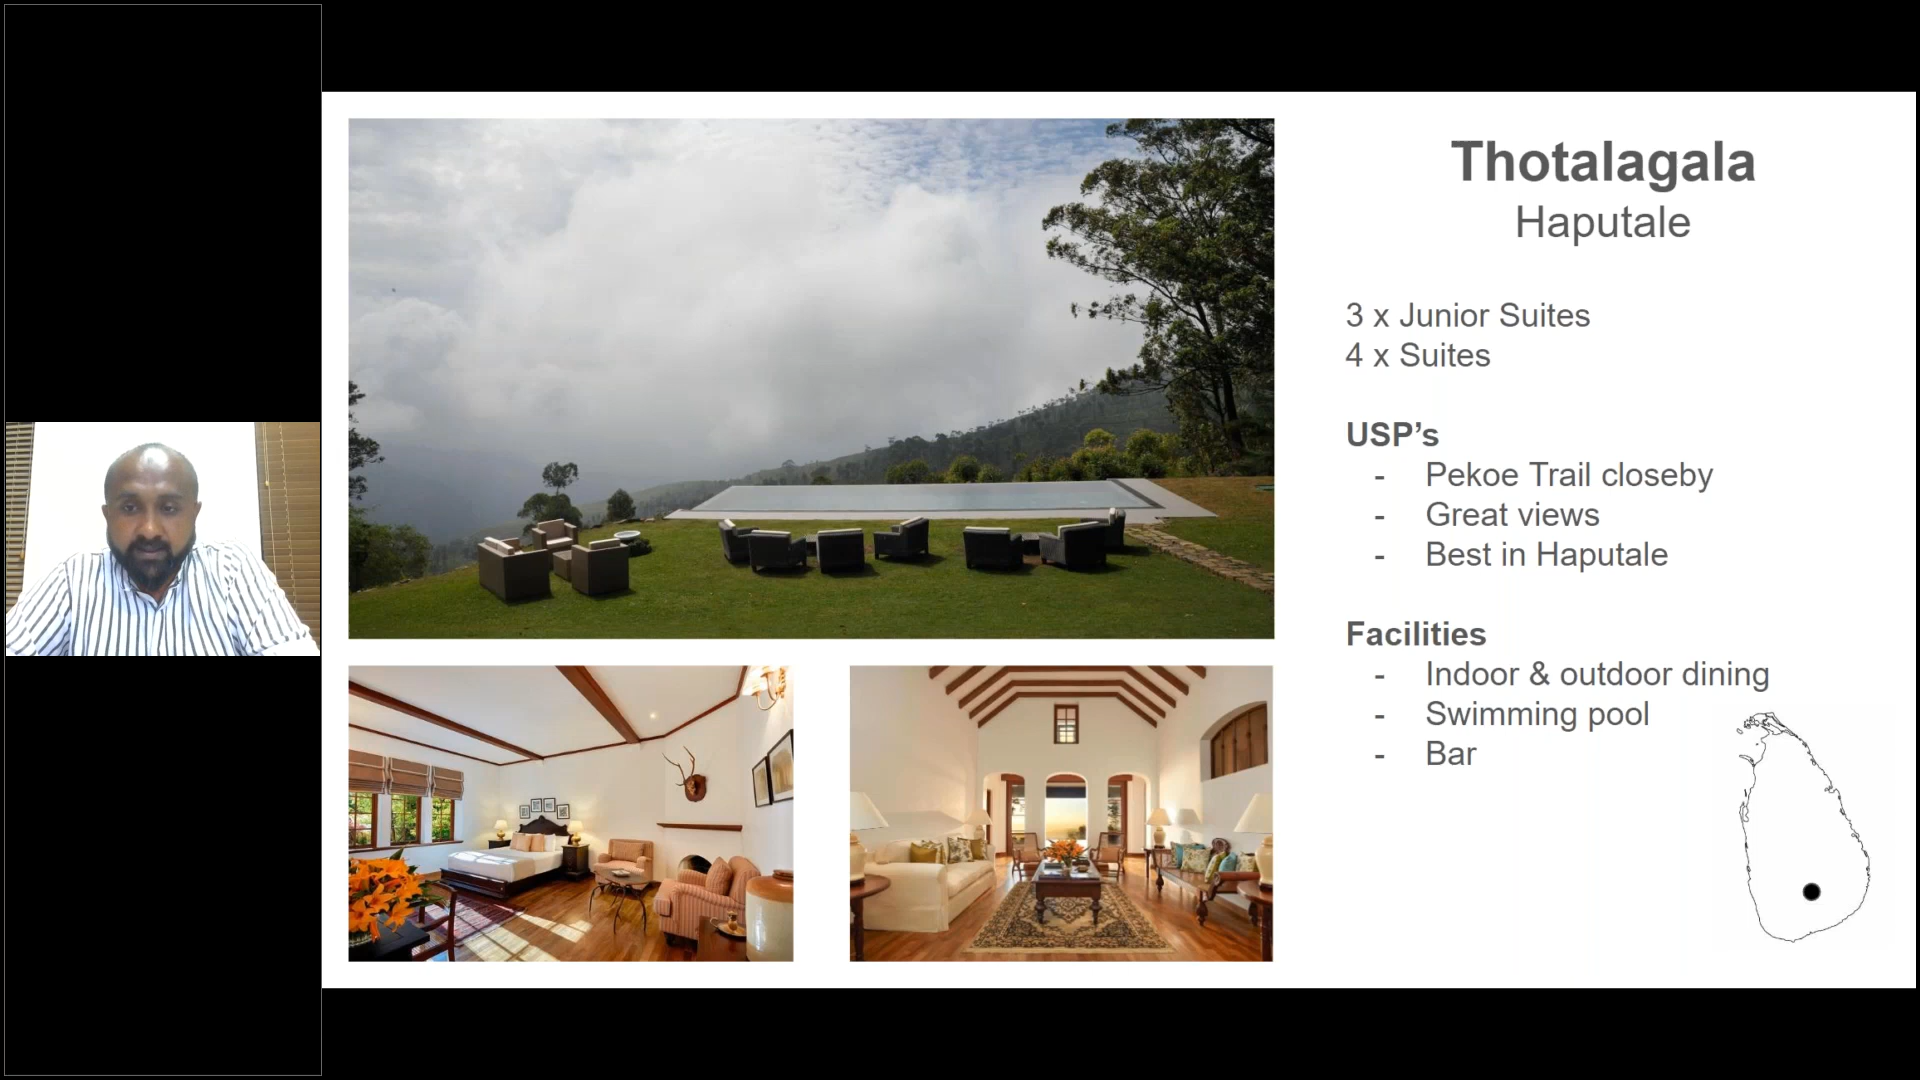 Thotalagala
Haputale
3 x Junior Suites
4 x Suites
USP’s
- Pekoe Trail closeby
- Great views
- Best in Haputale
Facilities
- Indoor & outdoor dining
- Swimming pool
- Bar